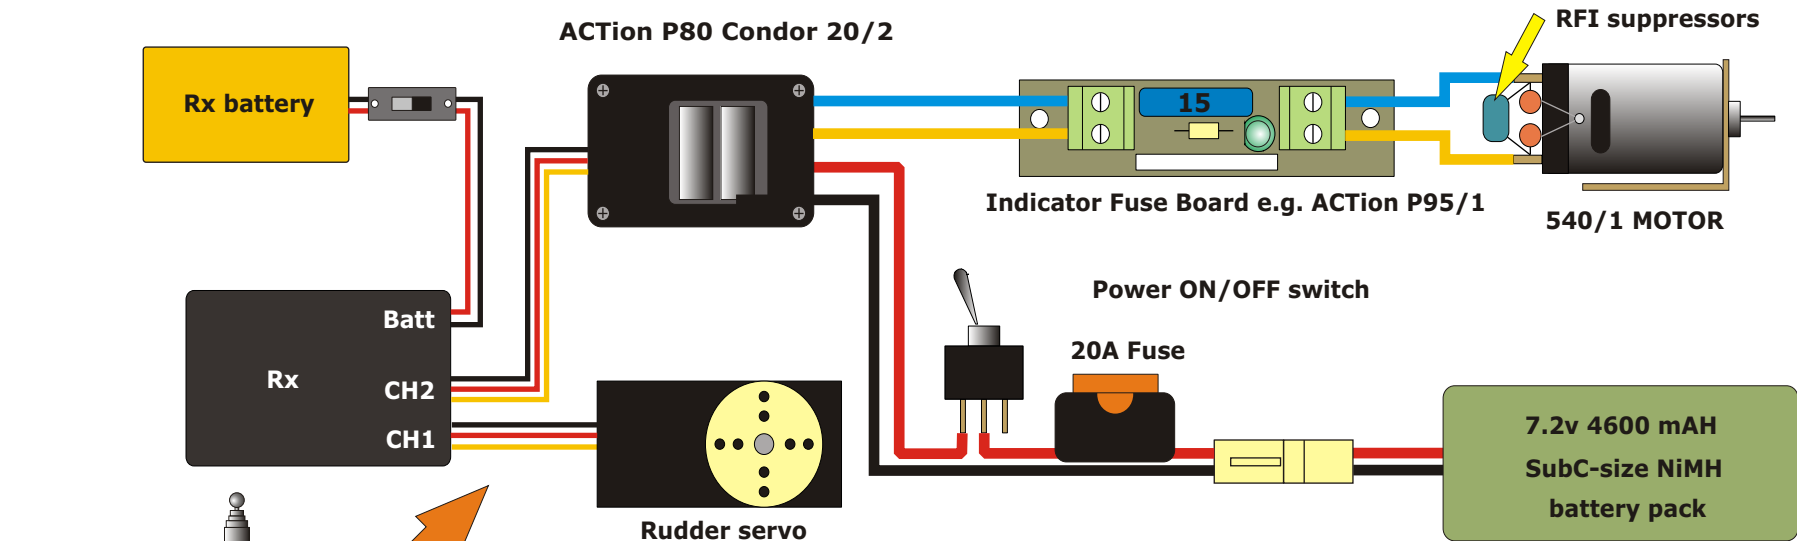 RFI suppressors
ACTion P80 Condor 20/2
Rx battery
15
Indicator Fuse Board e.g. ACTion P95/1
540/1 MOTOR
Power ON/OFF switch
Batt
20A Fuse
Rx
CH2
CH1
7.2v 4600 mAH
SubC-size NiMH
battery pack
Rudder servo